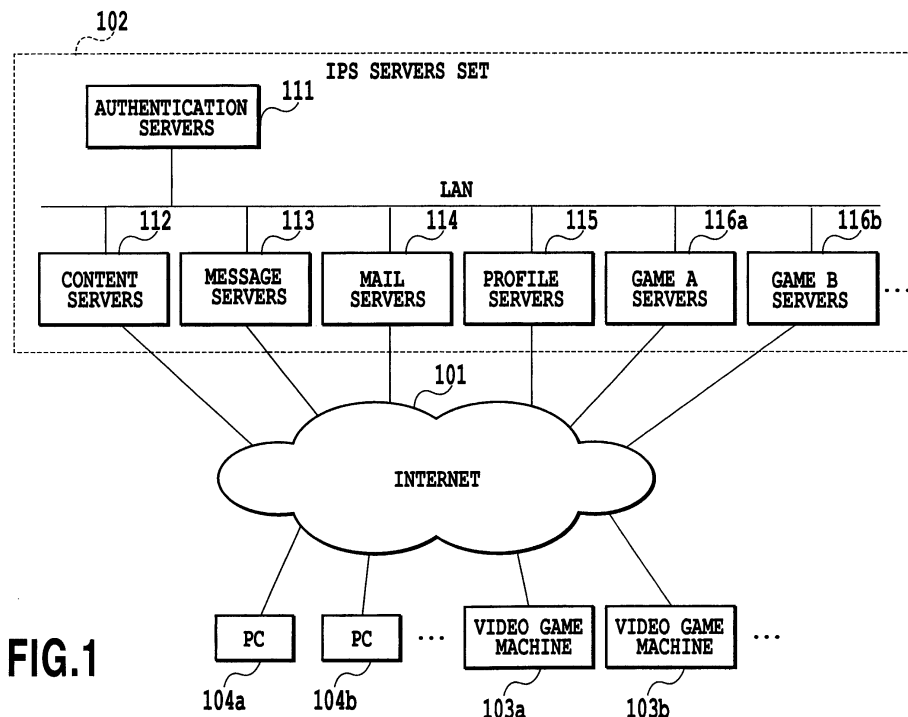 102
IPS SERVERS SET
AUTHENTICATION
SERVERS
111
LAN
112
113
114
115
116a
116b
CONTENT
SERVERS
MESSAGE
SERVERS
MAIL
SERVERS
PROFILE
SERVERS
GAME A
SERVERS
GAME B
SERVERS
...
101
INTERNET
PC
PC
...
VIDEO GAME
MACHINE
VIDEO GAME
MACHINE
...
104a
104b
103a
103b
FIG.1